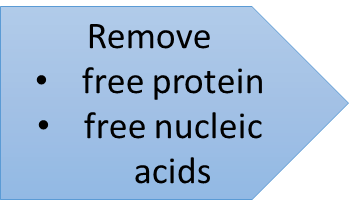 Remove
• free protein
• free nucleic
acids